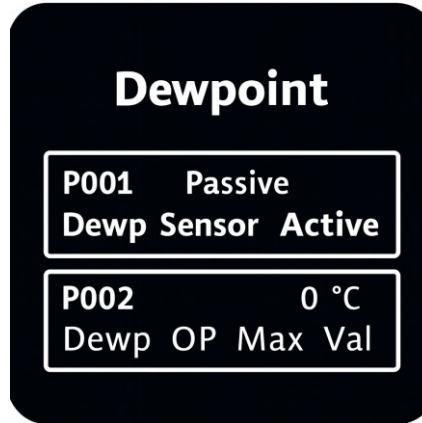 Dewpoint
P001 Passive
Dewp Sensor Active
P002 0 °C
Dewp OP Max Val